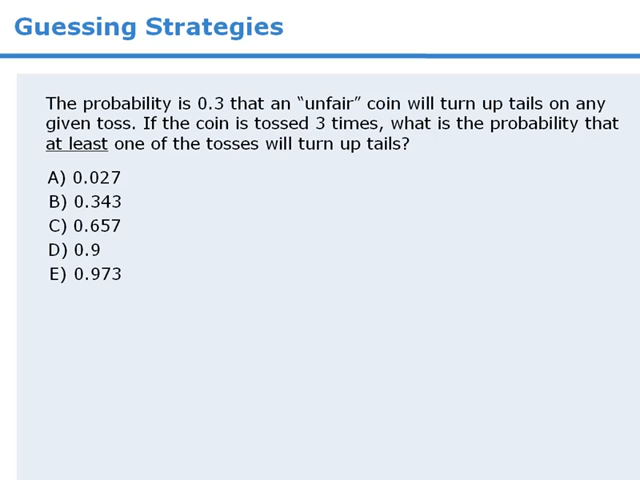 Guessing Strategies
The probability is 0.3 that an “unfair” coin will turn up tails on any
given toss. If the coin is tossed 3 times, what is the probability that
at least one of the tosses will turn up tails?
A) 0.027
B) 0.343
C) 0.657
D) 0.9
E) 0.973